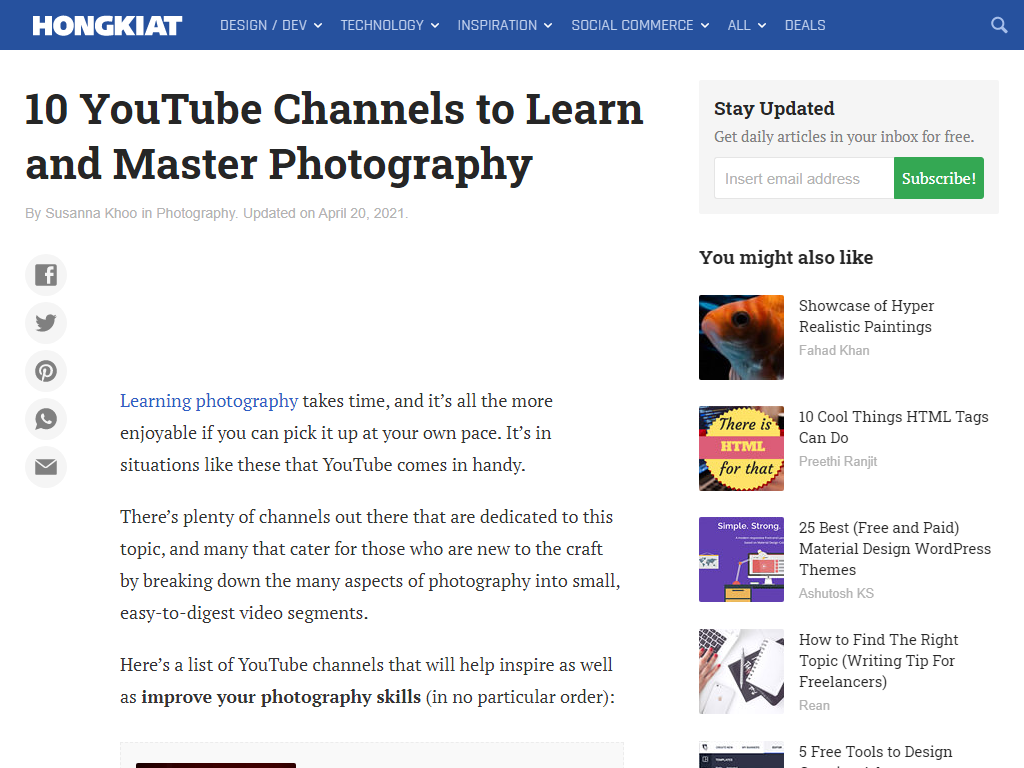 HONGKIAT
DESIGN / DEV
TECHNOLOGY
INSPIRATION
SOCIAL COMMERCE
ALL
DEALS
10 YouTube Channels to Learn
and Master Photography
By Susanna Khoo in Photography. Updated on April 20, 2021.
Learning photography takes time, and it’s all the more
enjoyable if you can pick it up at your own pace. It’s in
situations like these that YouTube comes in handy.
There’s plenty of channels out there that are dedicated to this
topic, and many that cater for those who are new to the craft
by breaking down the many aspects of photography into small,
easy-to-digest video segments.
Here’s a list of YouTube channels that will help inspire as well
as improve your photography skills (in no particular order):
Stay Updated
Get daily articles in your inbox for free.
Insert email address
Subscribe!
You might also like
Showcase of Hyper
Realistic Paintings
Fahad Khan
There is
HTML
for that
10 Cool Things HTML Tags
Can Do
Preethi Ranjit
Simple. Strong.
25 Best (Free and Paid)
Material Design WordPress
Themes
Ashutosh KS
How to Find The Right
Topic (Writing Tip For
Freelancers)
Rean
5 Free Tools to Design